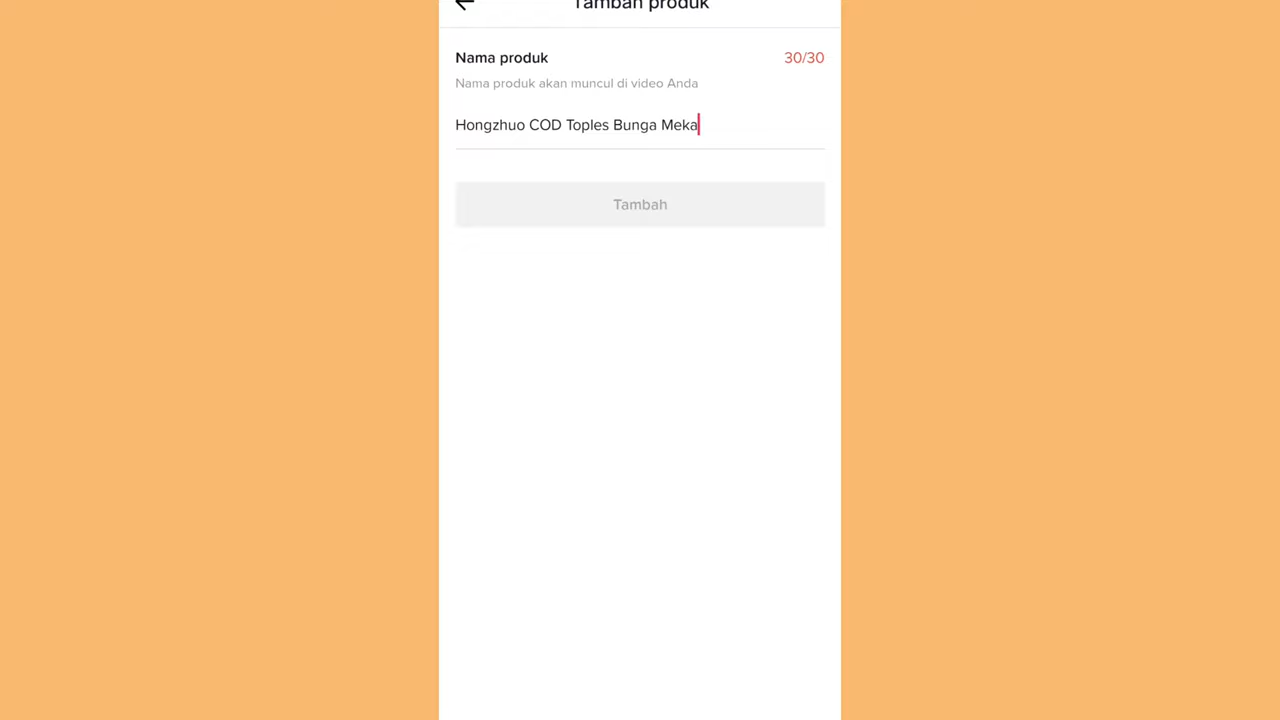 Tambah produk
Nama produk
30/30
Nama produk akan muncul di video Anda
Hongzhuo COD Toples Bunga Meka
Tambah